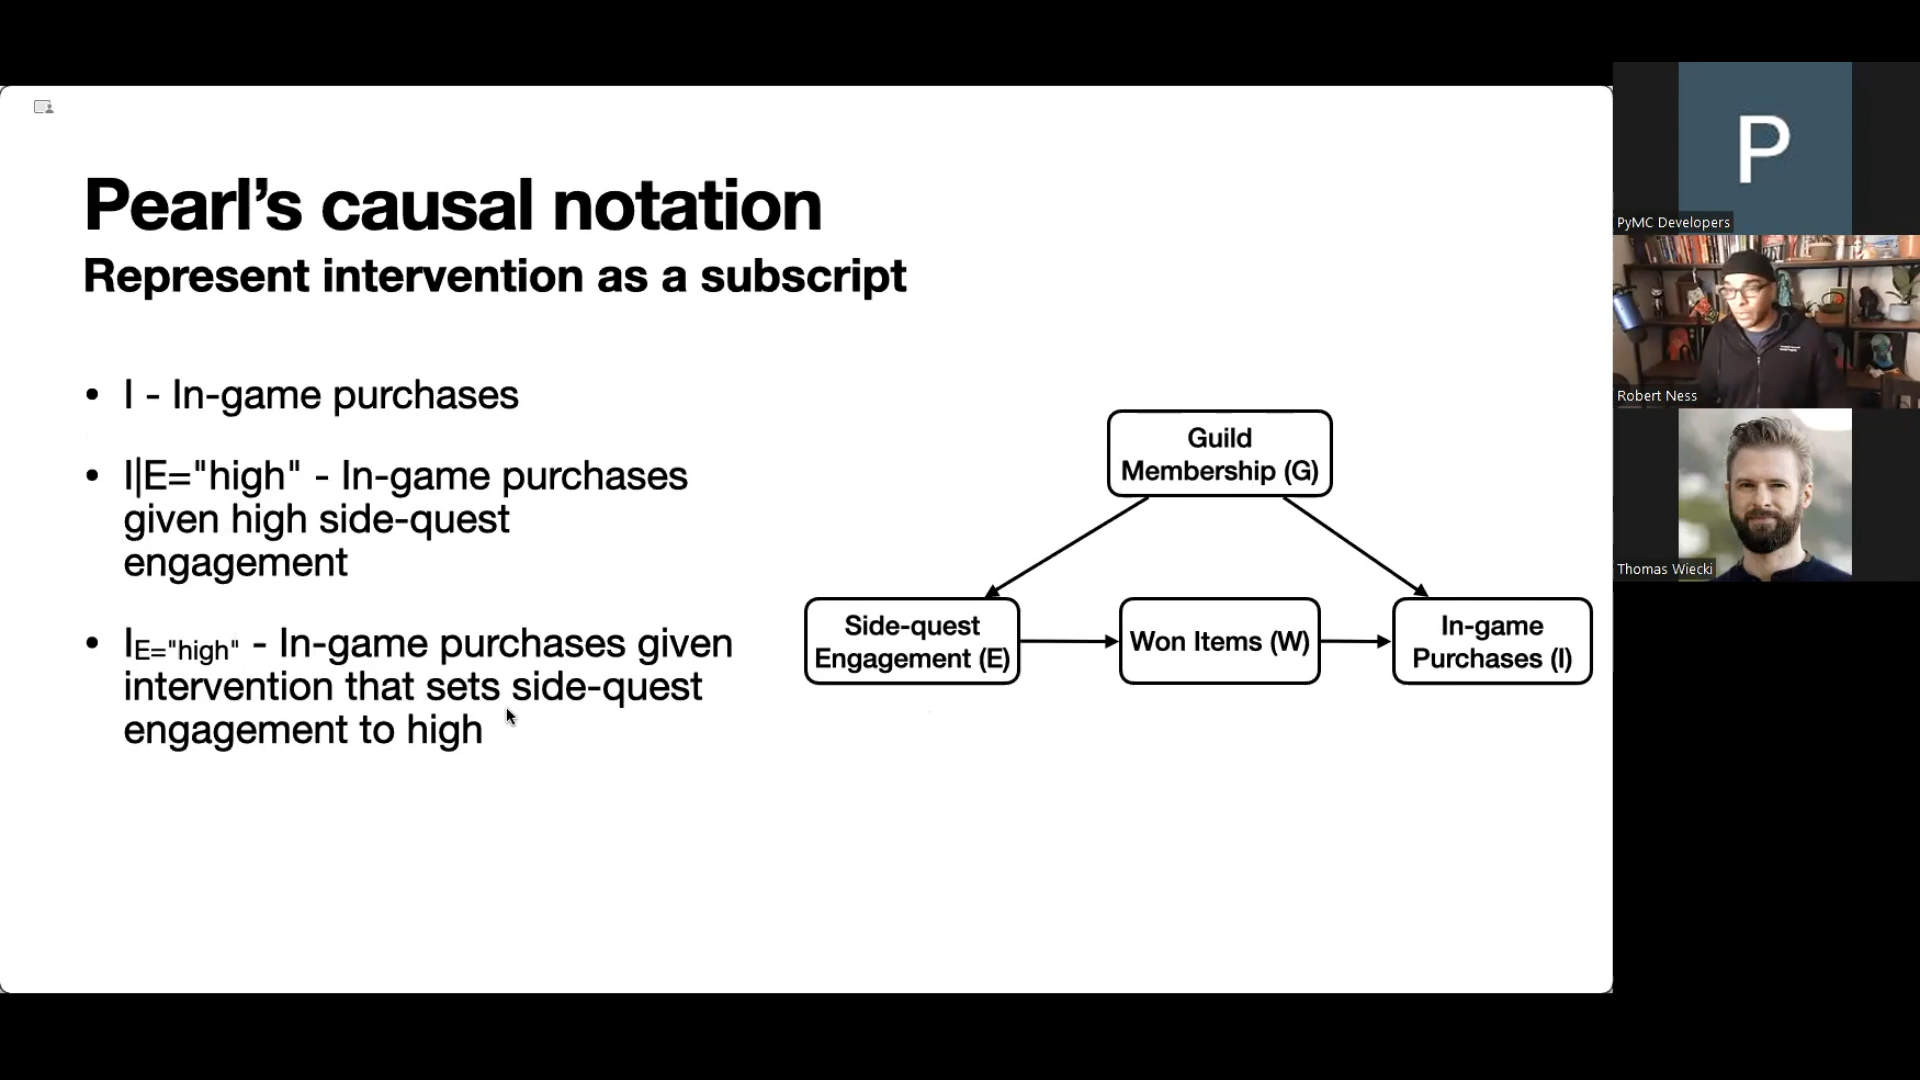 Pearl’s causal notation
Represent intervention as a subscript
• I - In-game purchases
• I|E="high" - In-game purchases
given high side-quest
engagement
• I E="high" - In-game purchases given
intervention that sets side-quest
engagement to high
Guild
Membership (G)
Side-quest
Engagement (E)
Won Items (W)
In-game
Purchases (I)
P
PyMC Developers
Robert Ness
Thomas Wiecki